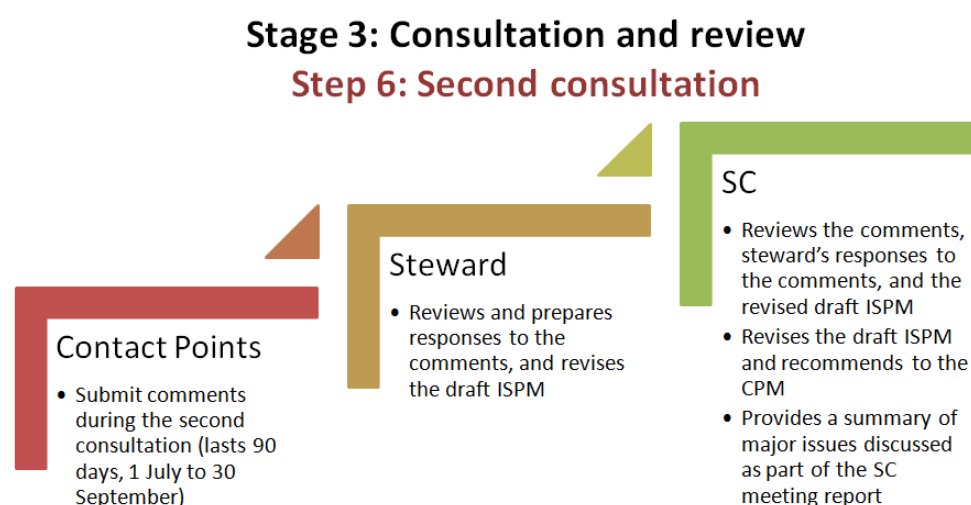 Stage 3: Consultation and review
Step 6: Second consultation
Contact Points
• Submit comments
during the second
consultation (lasts 90
days, 1 July to 30
September)
Steward
• Reviews and prepares
responses to the
comments, and revises
the draft ISPM
SC
• Reviews the comments,
steward’s responses to
the comments, and the
revised draft ISPM
• Revises the draft ISPM
and recommends to the
CPM
• Provides a summary of
major issues discussed
as part of the SC
meeting report